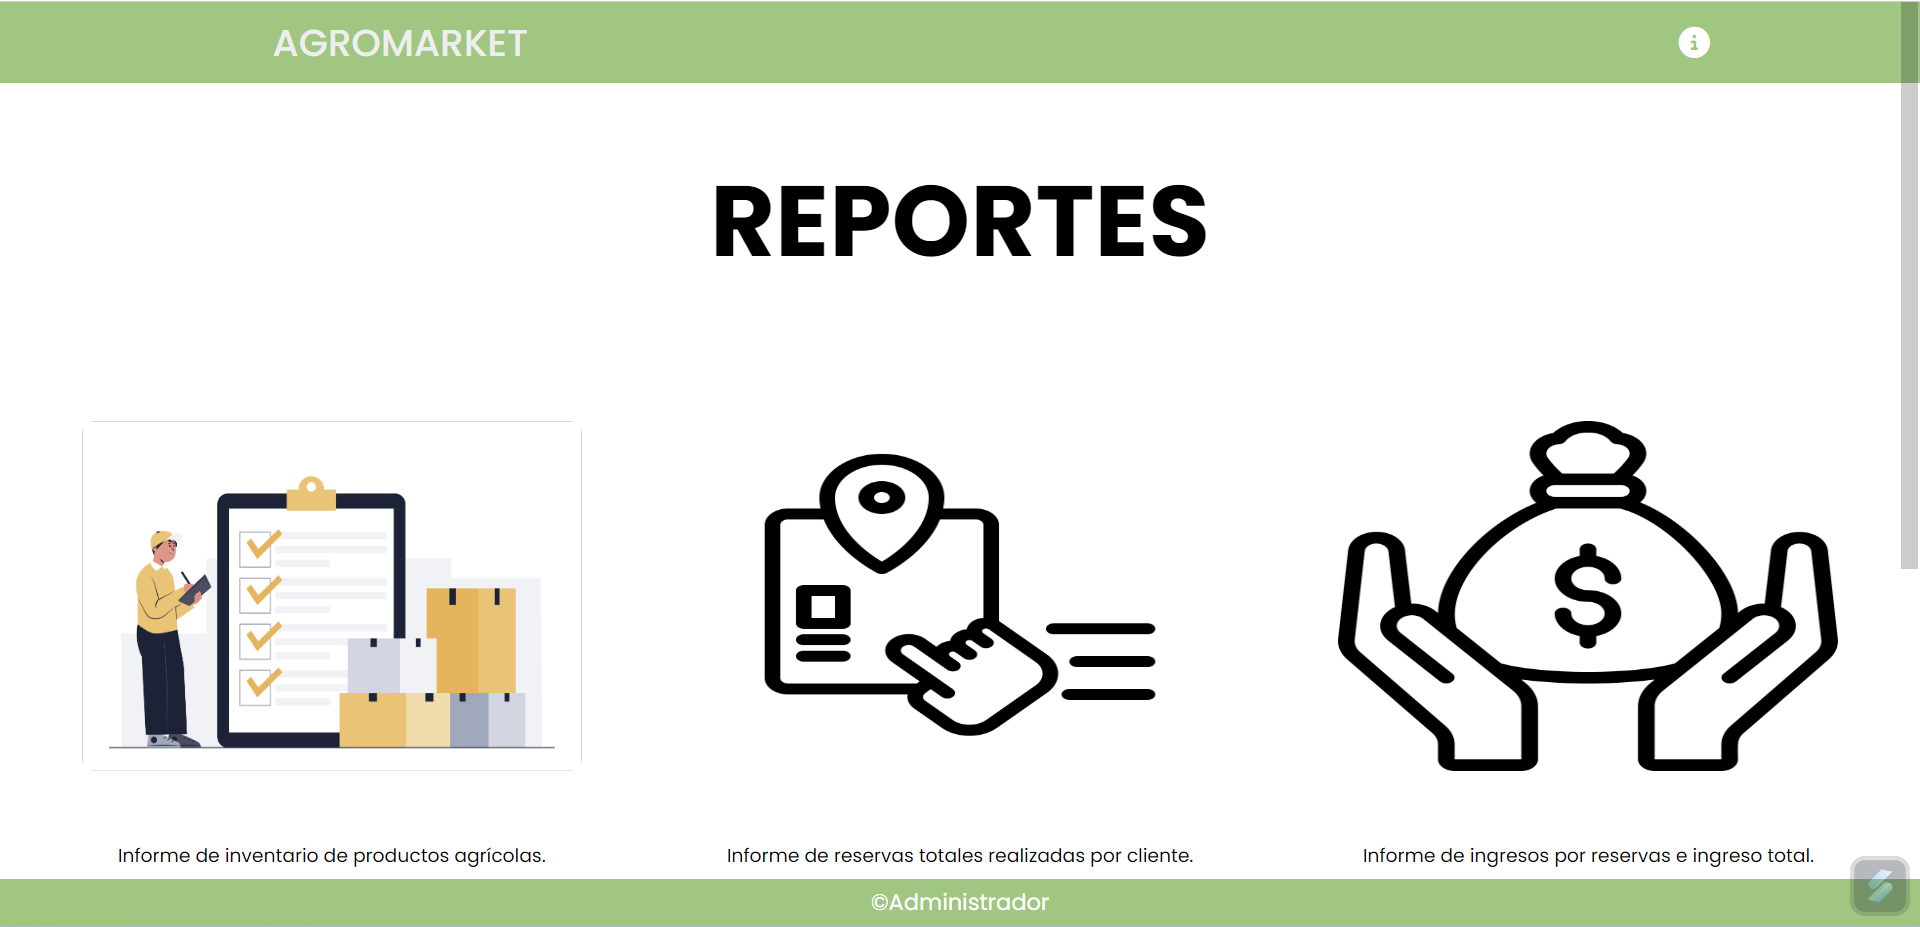 AGROMARKET
REPORTES
$
Informe de inventario de productos agrícolas.
Informe de reservas totales realizadas por cliente.
Informe de ingresos por reservas e ingreso total.
©Administrador